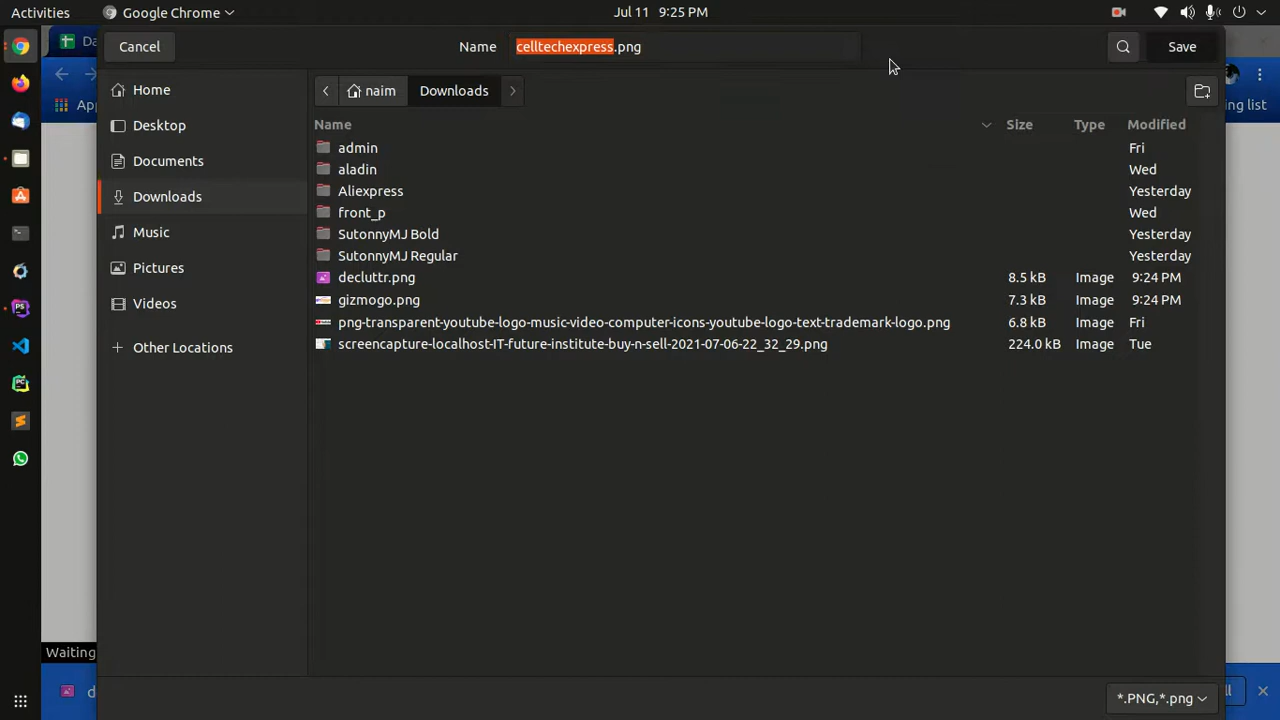 Activities Google Chrome Jul 11 9:25 PM
Cancel Name celltechexpress.png Save
naim Downloads
App ing list
Name Size Type Modified
Home
Desktop
Documents
Downloads
Music
Pictures
Videos
Other Locations
admin Fri
aladin Wed
Aliexpress Yesterday
front_p Wed
SutonnyMJ Bold Yesterday
SutonnyMJ Regular Yesterday
decluttr.png 8.5 kB Image 9:24 PM
gizmogo.png 7.3 kB Image 9:24 PM
png-transparent-youtube-logo-music-video-computer-icons-youtube-logo-text-trademark-logo.png 6.8 kB Image Fri
screencapture-localhost-IT-future-institute-buy-n-sell-2021-07-06-22_32_29.png 224.0 kB Image Tue
Waiting
*.PNG,*.png